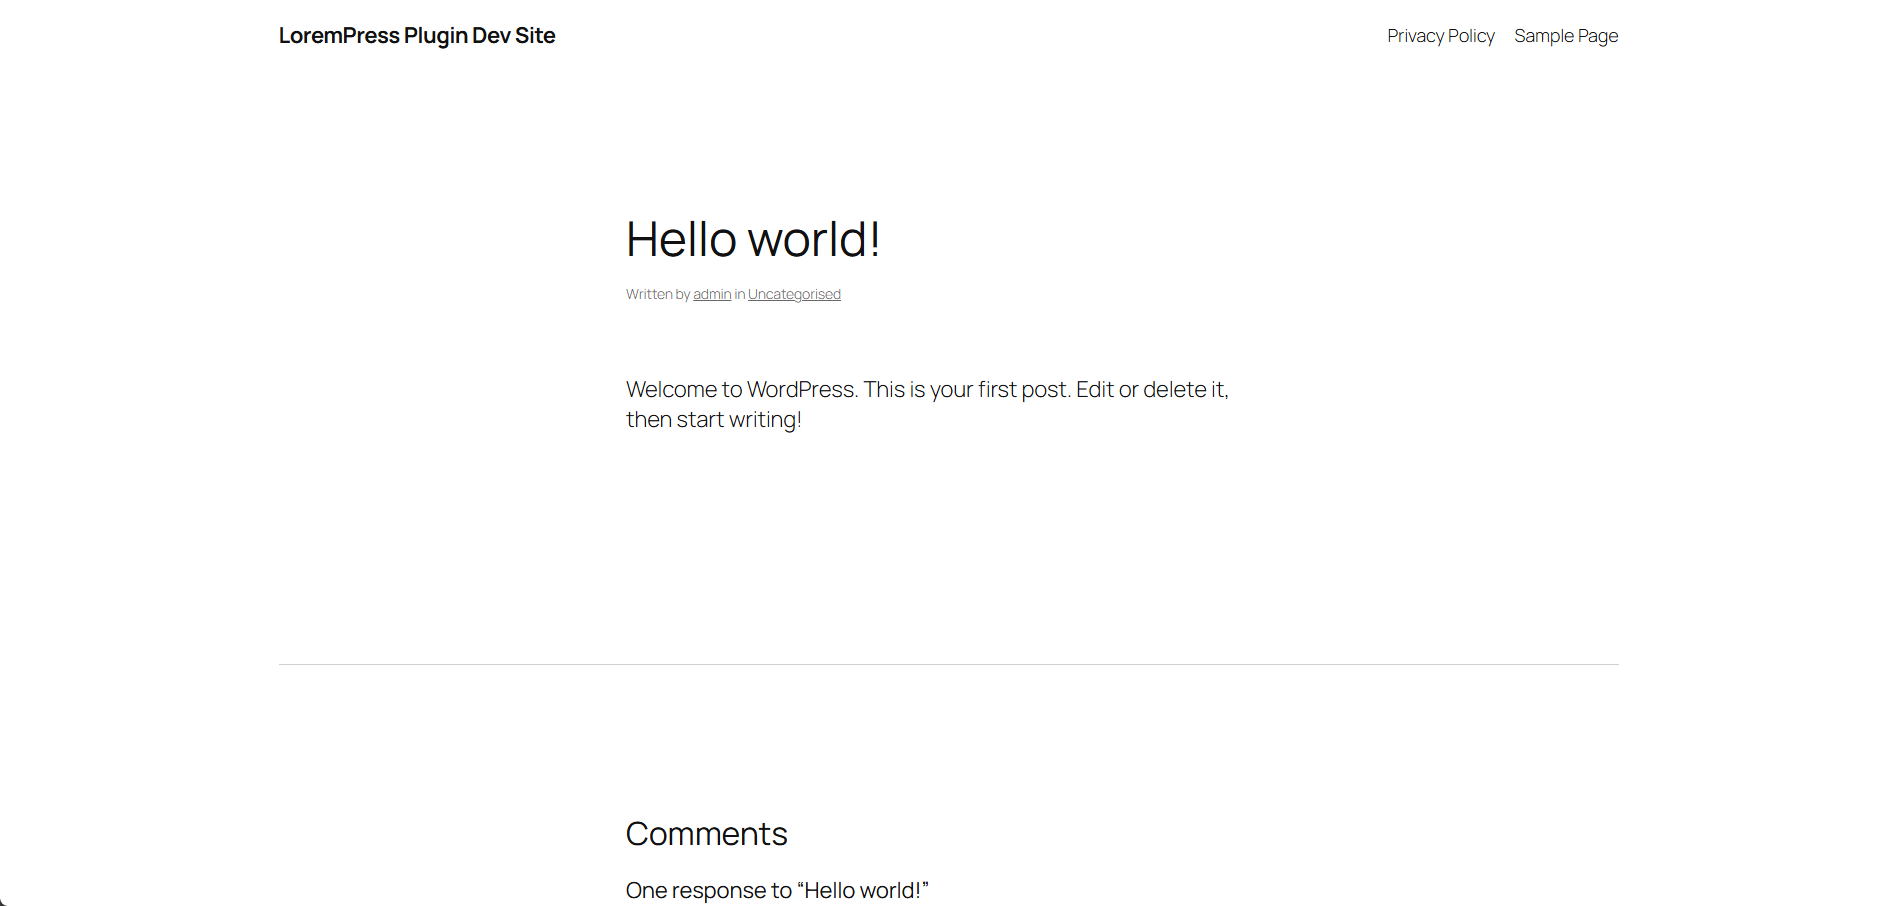 LoremPress Plugin Dev Site
Privacy Policy Sample Page
Hello world!
Written by admin in Uncategorised
Welcome to WordPress. This is your first post. Edit or delete it,
then start writing!
Comments
One response to “Hello world!”